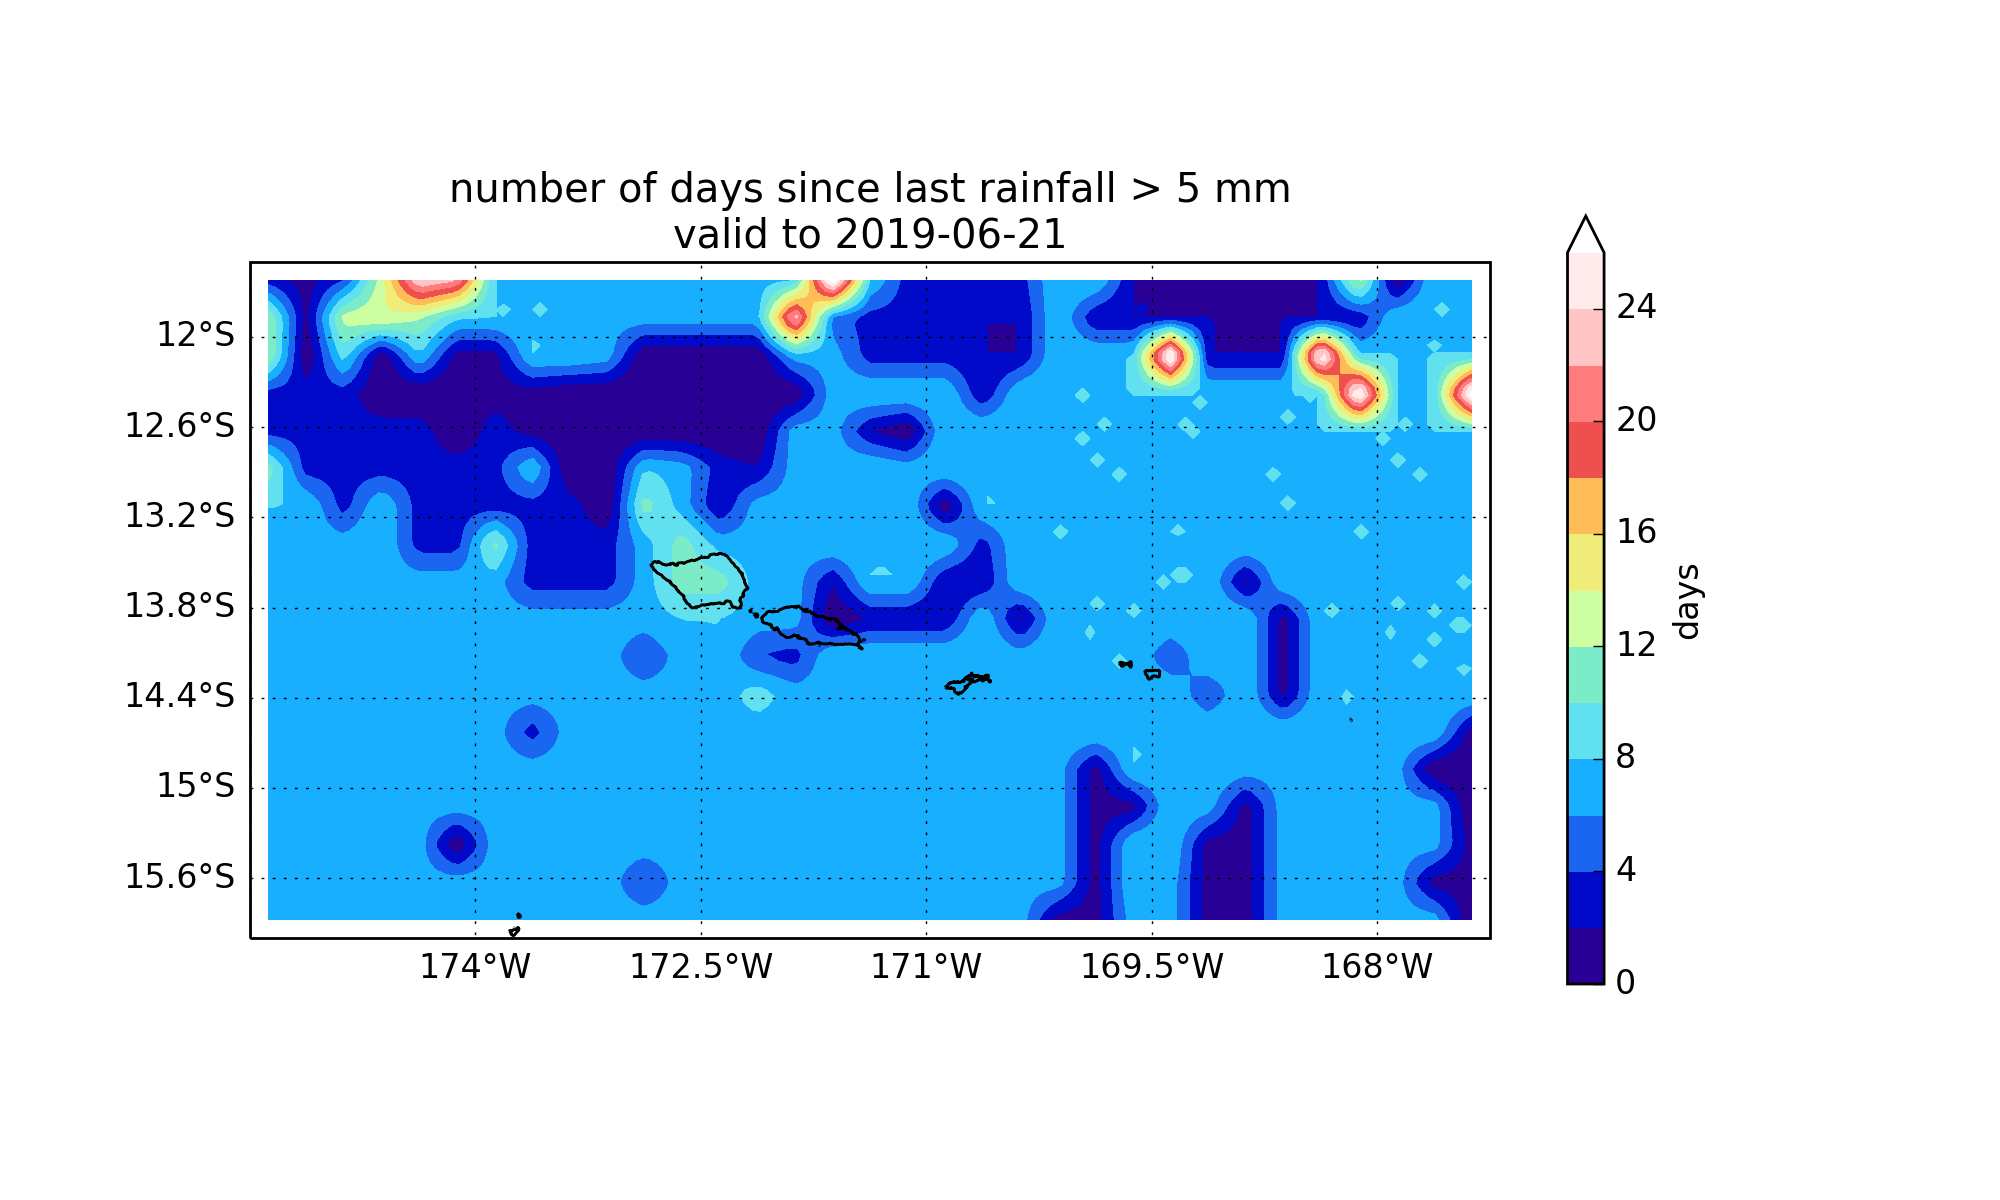 number of days since last rainfall > 5 mm
valid to 2019-06-21
12°S
12.6°S
13.2°S
13.8°S
14.4°S
15°S
15.6°S
174°W
172.5°W
171°W
169.5°W
168°W
24
20
16
12
8
4
0
days